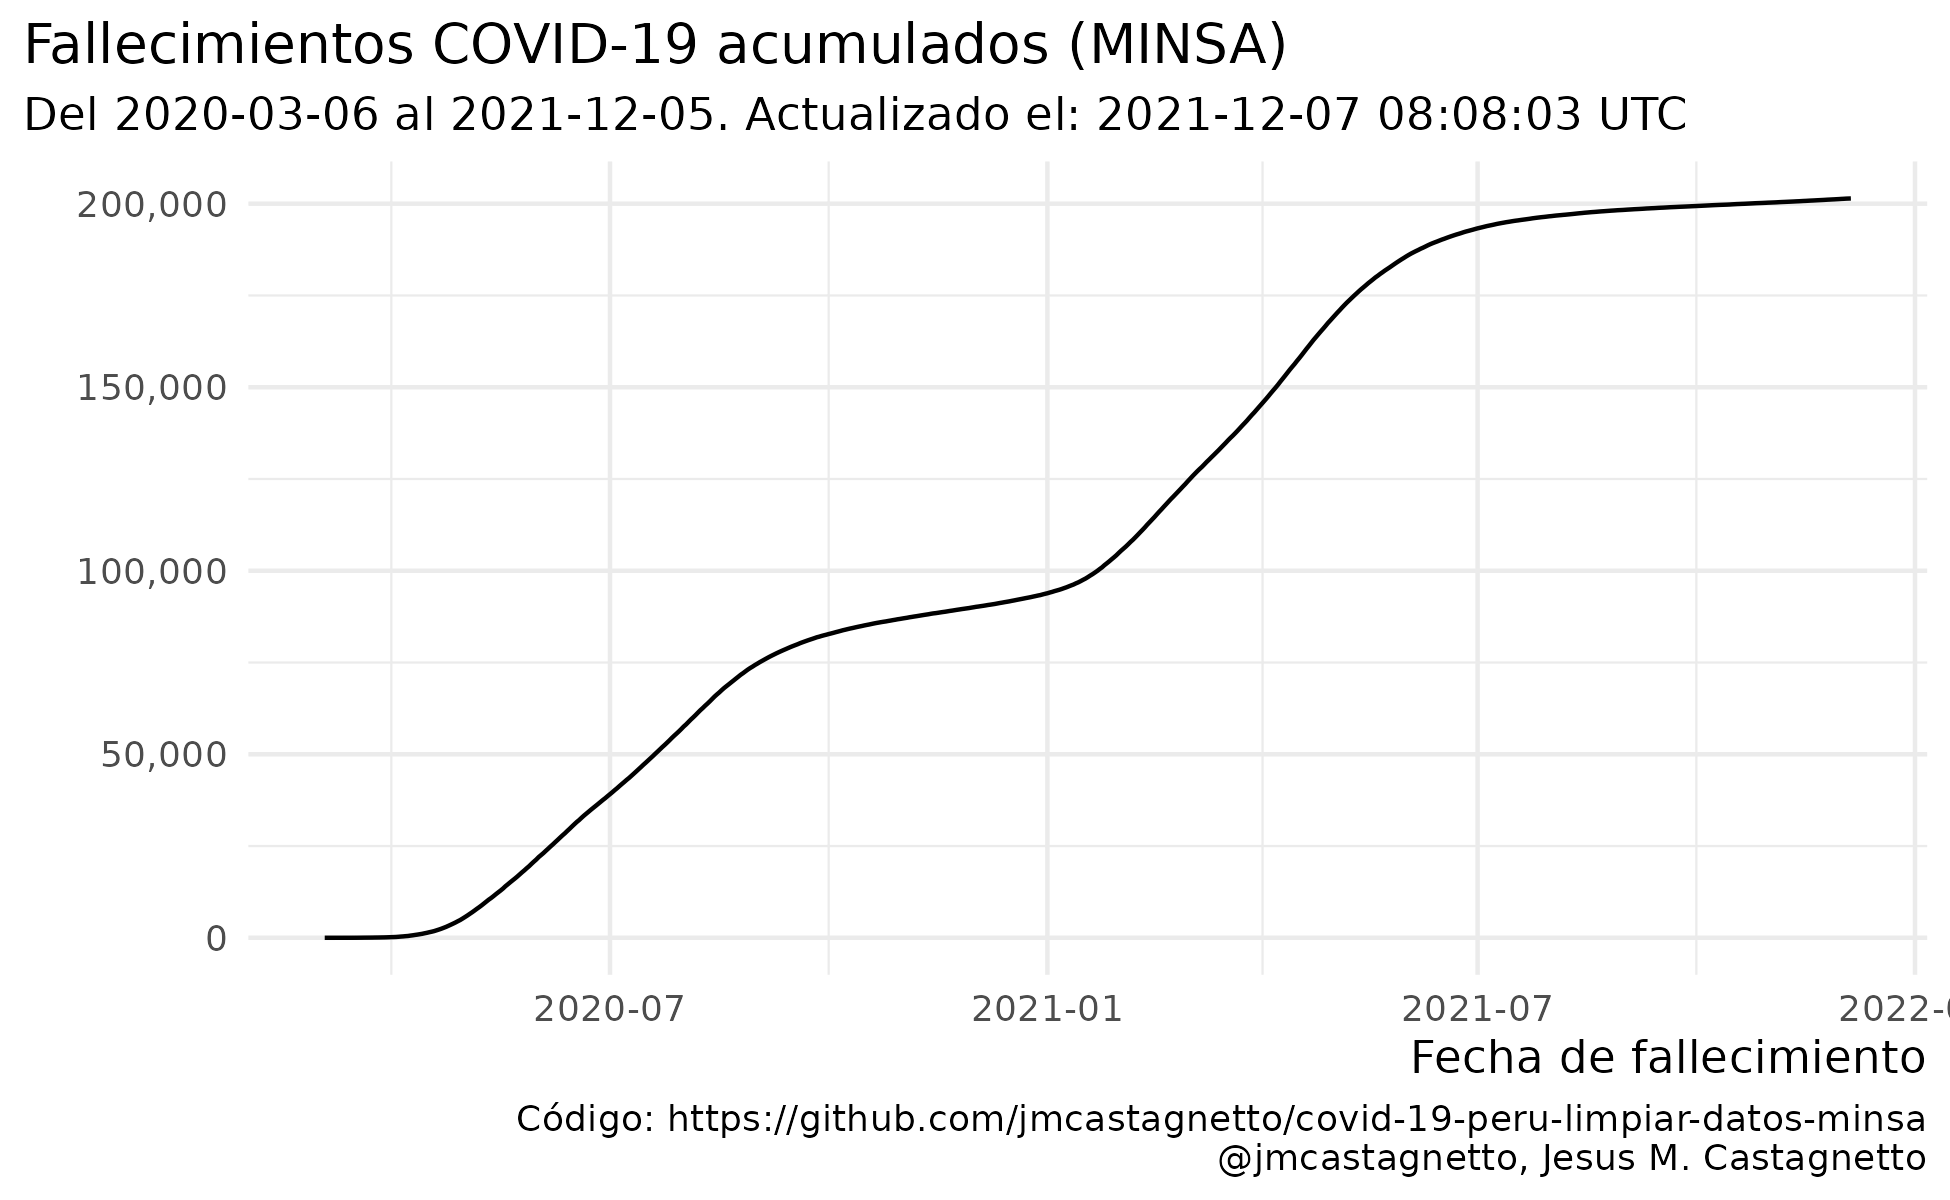 Fallecimientos COVID-19 acumulados (MINSA)
Del 2020-03-06 al 2021-12-05. Actualizado el: 2021-12-07 08:08:03 UTC
200,000
150,000
100,000
50,000
0
2020-07 2021-01 2021-07 2022-0
Fecha de fallecimiento
Código: https://github.com/jmcastagnetto/covid-19-peru-limpiar-datos-minsa
@jmcastagnetto, Jesus M. Castagnetto